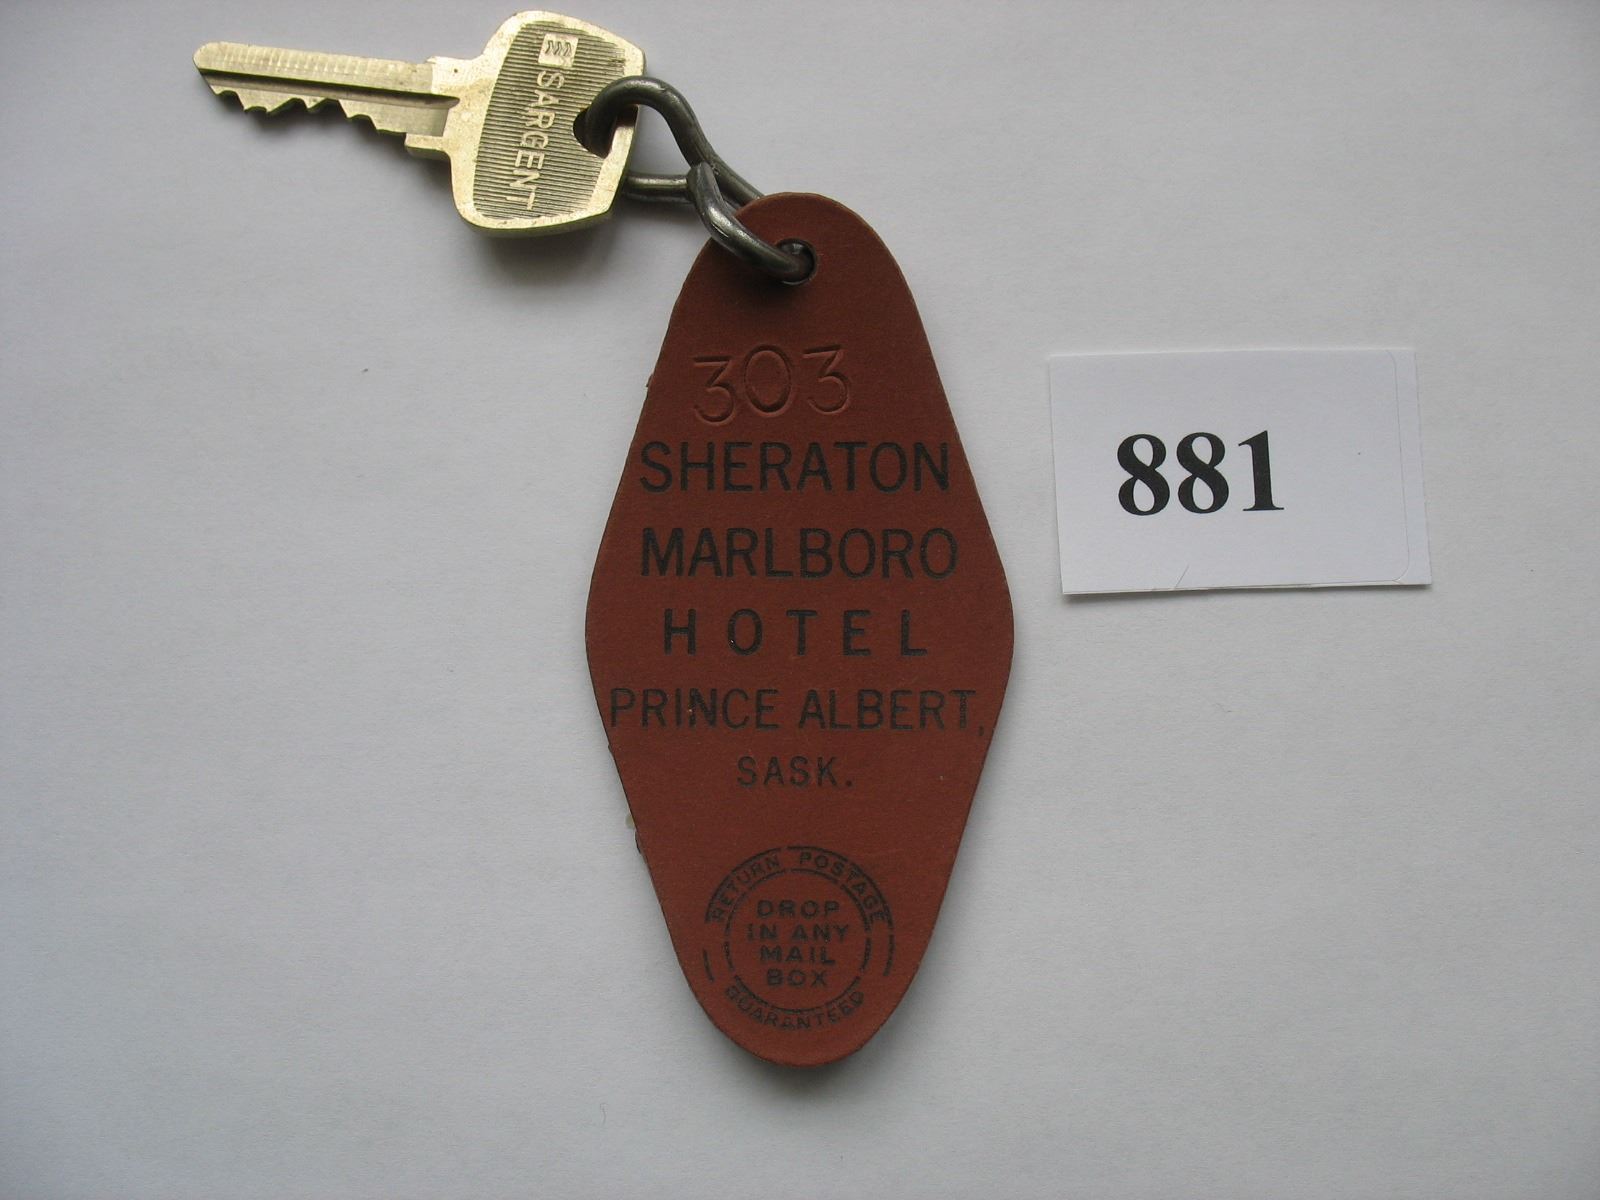 SARGENT
303
SHERATON
MARLBORO
HOTEL
PRINCE ALBERT,
SASK.
RETURN POSTAGE
DROP
IN ANY
MAIL
BOX
GUARANTEED
881